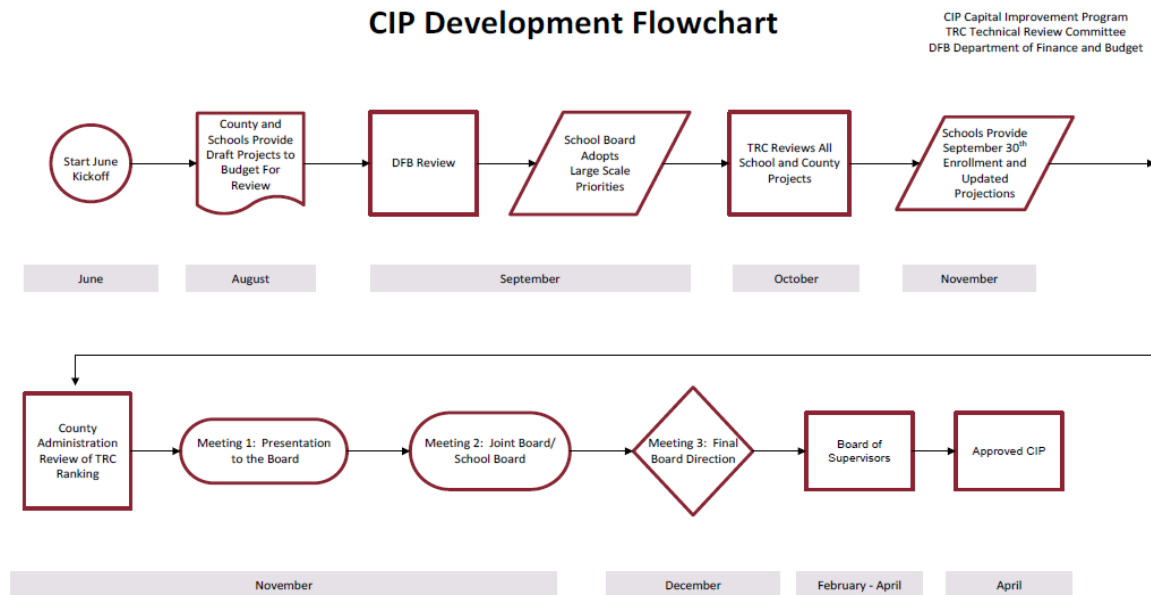 CIP Development Flowchart
CIP Capital Improvement Program
TRC Technical Review Committee
DFB Department of Finance and Budget
Start June
Kickoff
County and
Schools Provide
Draft Projects to
Budget For
Review
DFB Review
School Board
Adopts
Large Scale
Priorities
TRC Reviews All
School and County
Projects
Schools Provide
September 30th
Enrollment and
Updated
Projections
June
August
September
October
November
County
Administration
Review of TRC
Ranking
Meeting 1: Presentation
to the Board
Meeting 2: Joint Board/
School Board
Meeting 3: Final
Board Direction
Board of
Supervisors
Approved CIP
November
December
February - April
April